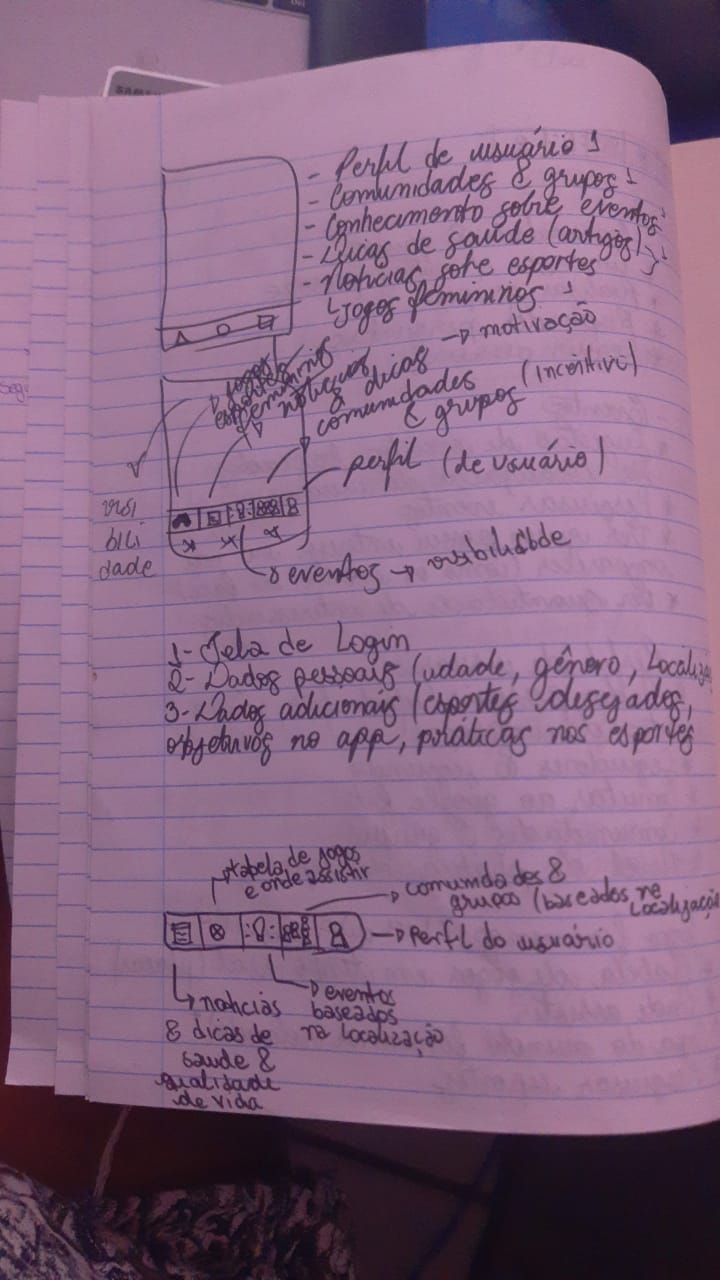 SAMS
- Perfil de usuário 1
- Comunidades & grupos 1
- Conhecimento sobre eventos 1
- Dicas de saúde (artigos) }
- Notícias sobre esportes
↳ Jogos femininos 1
→ jogos
esportes
femininos
→ notícias
& dicas → motivação
comunidades (incentivi)
& grupos
perfil (de usuário)
visi
bili
dade
→ eventos → visibilidade
1- Tela de Login
2- Dados pessoais (idade, gênero, Localiza
3- Dados adicionais (esportes desejados,
objetivos no app, práticas nos esportes
tabela de jogos
e onde assistir
→ comunidades &
grupos (baseados na
Localização
→ Perfil do usuário
→ eventos
baseados
na localização
↳ notícias
& dicas de
saúde &
qualidade
de vida